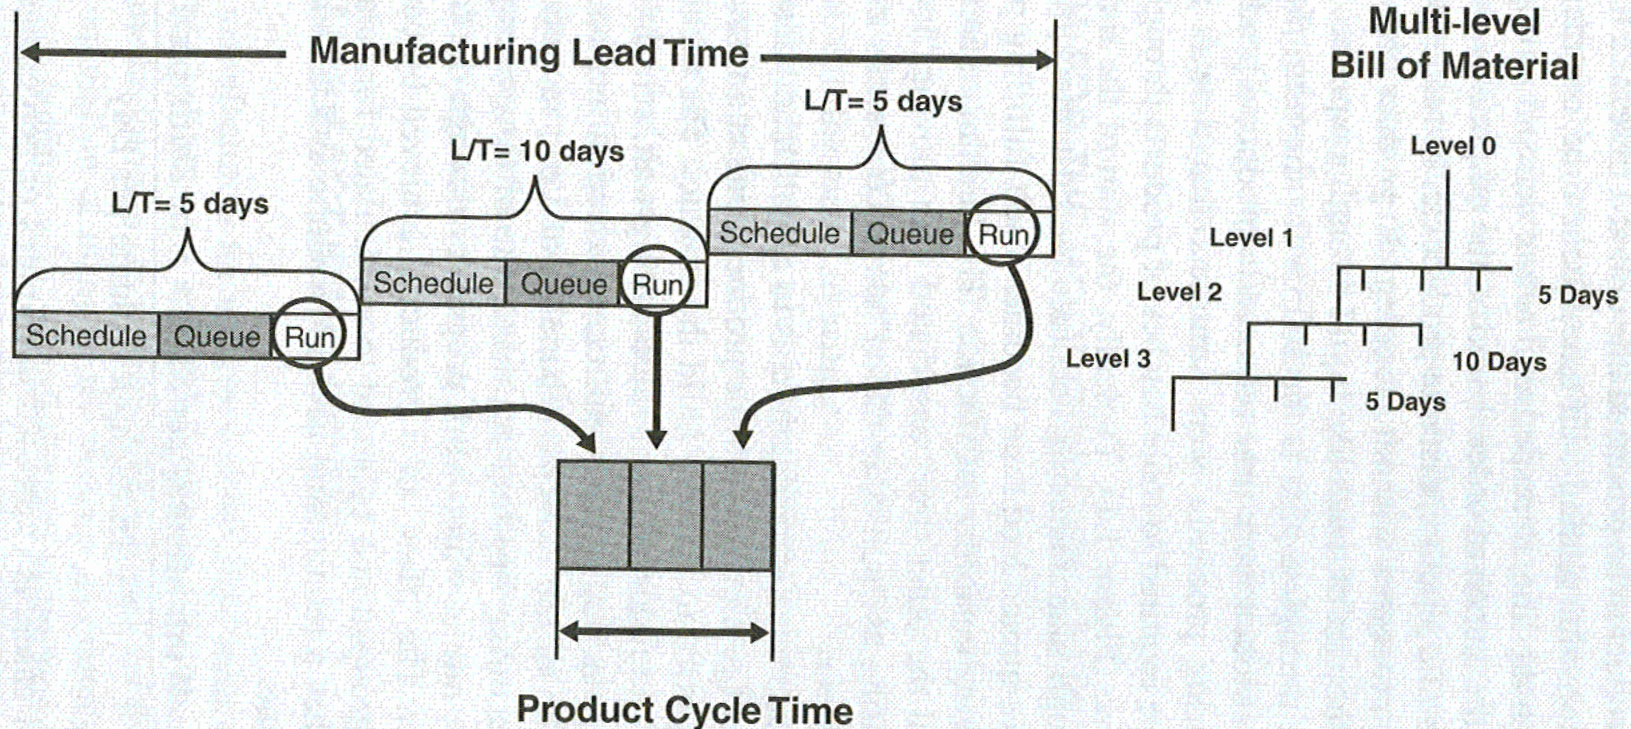 Manufacturing Lead Time
L/T= 5 days
L/T= 10 days
L/T= 5 days
Schedule Queue Run
Schedule Queue Run
Schedule Queue Run
Product Cycle Time
Multi-level
Bill of Material
Level 0
Level 1
5 Days
Level 2
10 Days
Level 3
5 Days